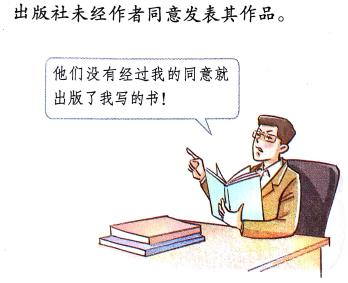 出版社未经作者同意发表其作品。
他们没有经过我的同意就
出版了我写的书！